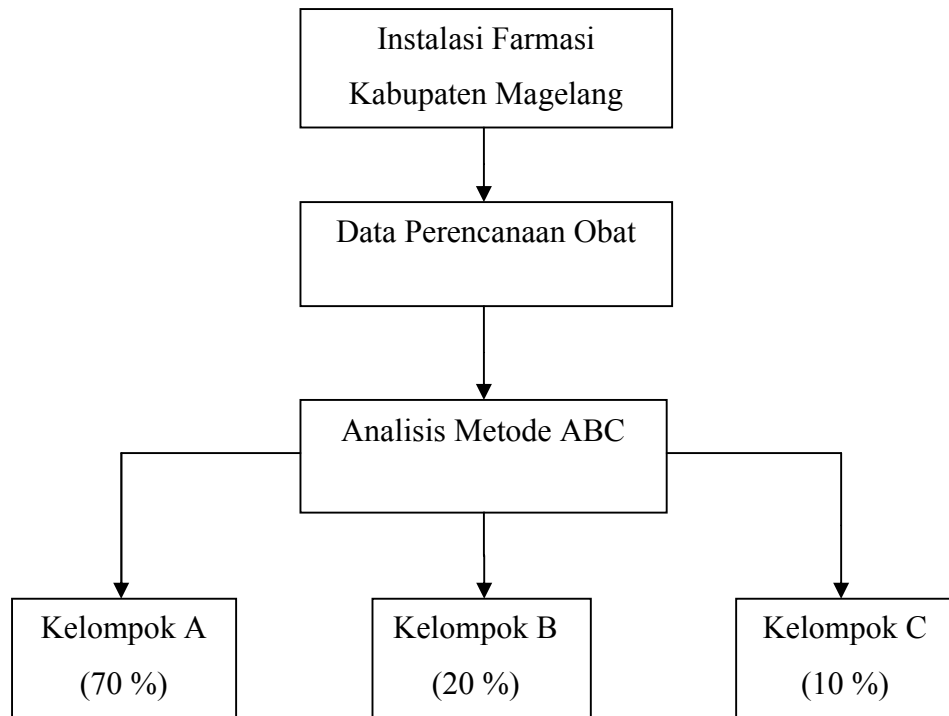 Instalasi Farmasi
Kabupaten Magelang
Data Perencanaan Obat
Analisis Metode ABC
Kelompok A
(70 %)
Kelompok B
(20 %)
Kelompok C
(10 %)